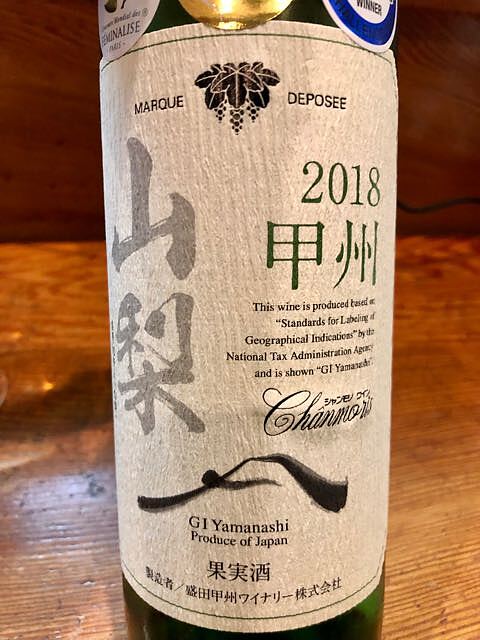 Mondial des
FEMINALISE
PARIS
WINNER
MARQUE DEPOSEE
山梨
2018
甲州
This wine is produced based on
"Standards for Labeling of
Geographical Indications" by the
National Tax Administration Agency
and is shown "GI Yamanashi".
シャンモリ ワイン
Chanmoris
GI Yamanashi
Produce of Japan
果実酒
製造者／盛田甲州ワイナリー株式会社